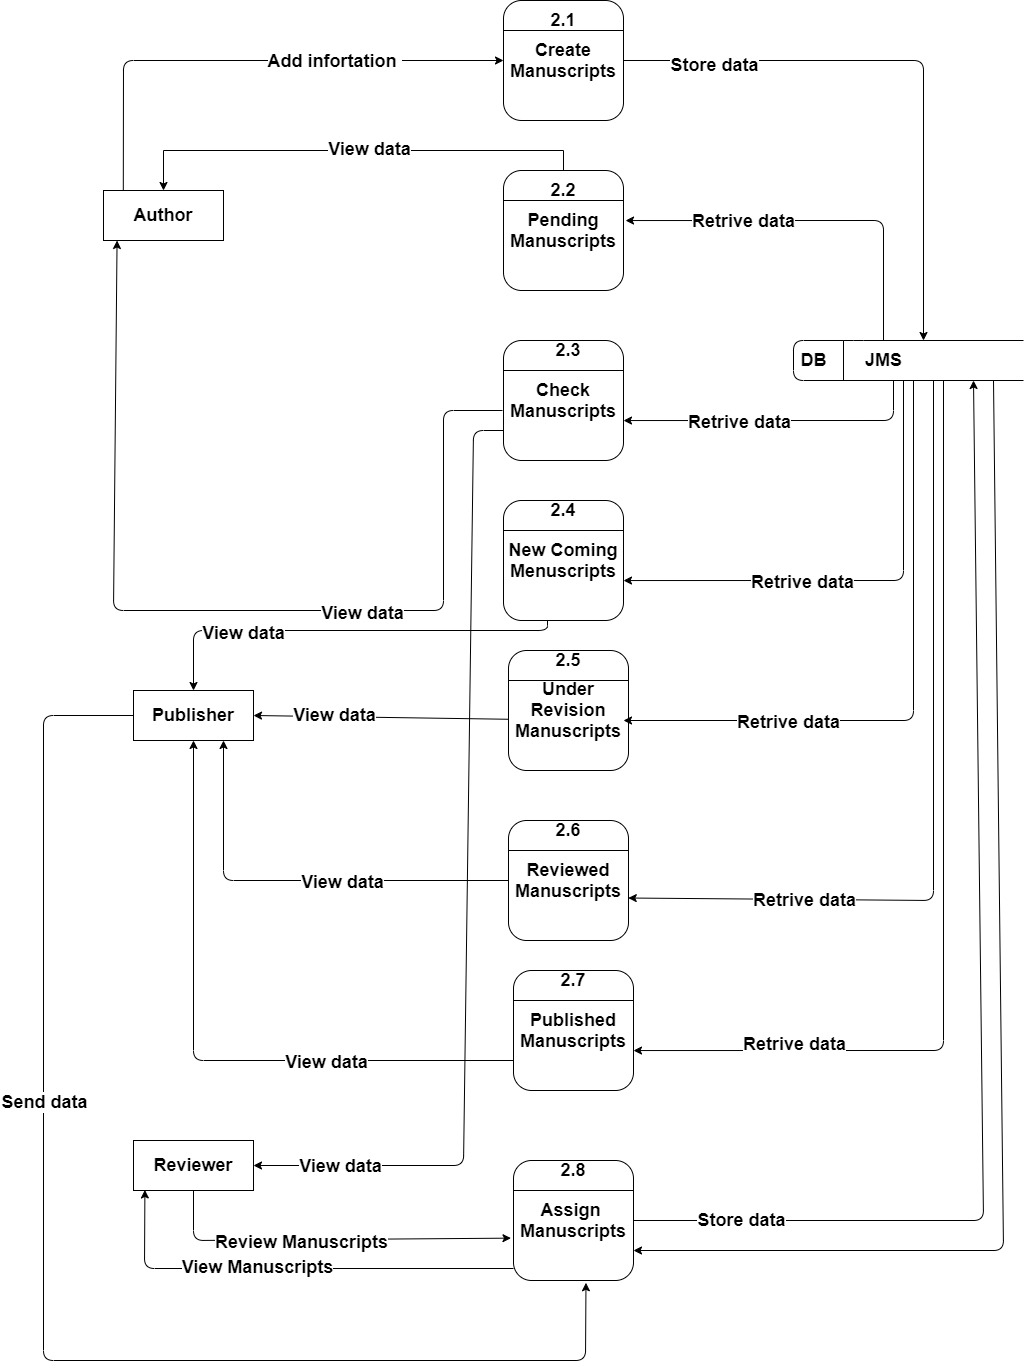 2.1
Create
Manuscripts
Add infortation
Store data
View data
2.2
Pending
Manuscripts
Author
Retrive data
2.3
Check
Manuscripts
DB
JMS
Retrive data
2.4
New Coming
Menuscripts
Retrive data
View data
View data
2.5
Under
Revision
Manuscripts
Publisher
View data
Retrive data
2.6
Reviewed
Manuscripts
View data
Retrive data
2.7
Published
Manuscripts
View data
Retrive data
Send data
Reviewer
View data
2.8
Assign
Manuscripts
Store data
Review Manuscripts
View Manuscripts